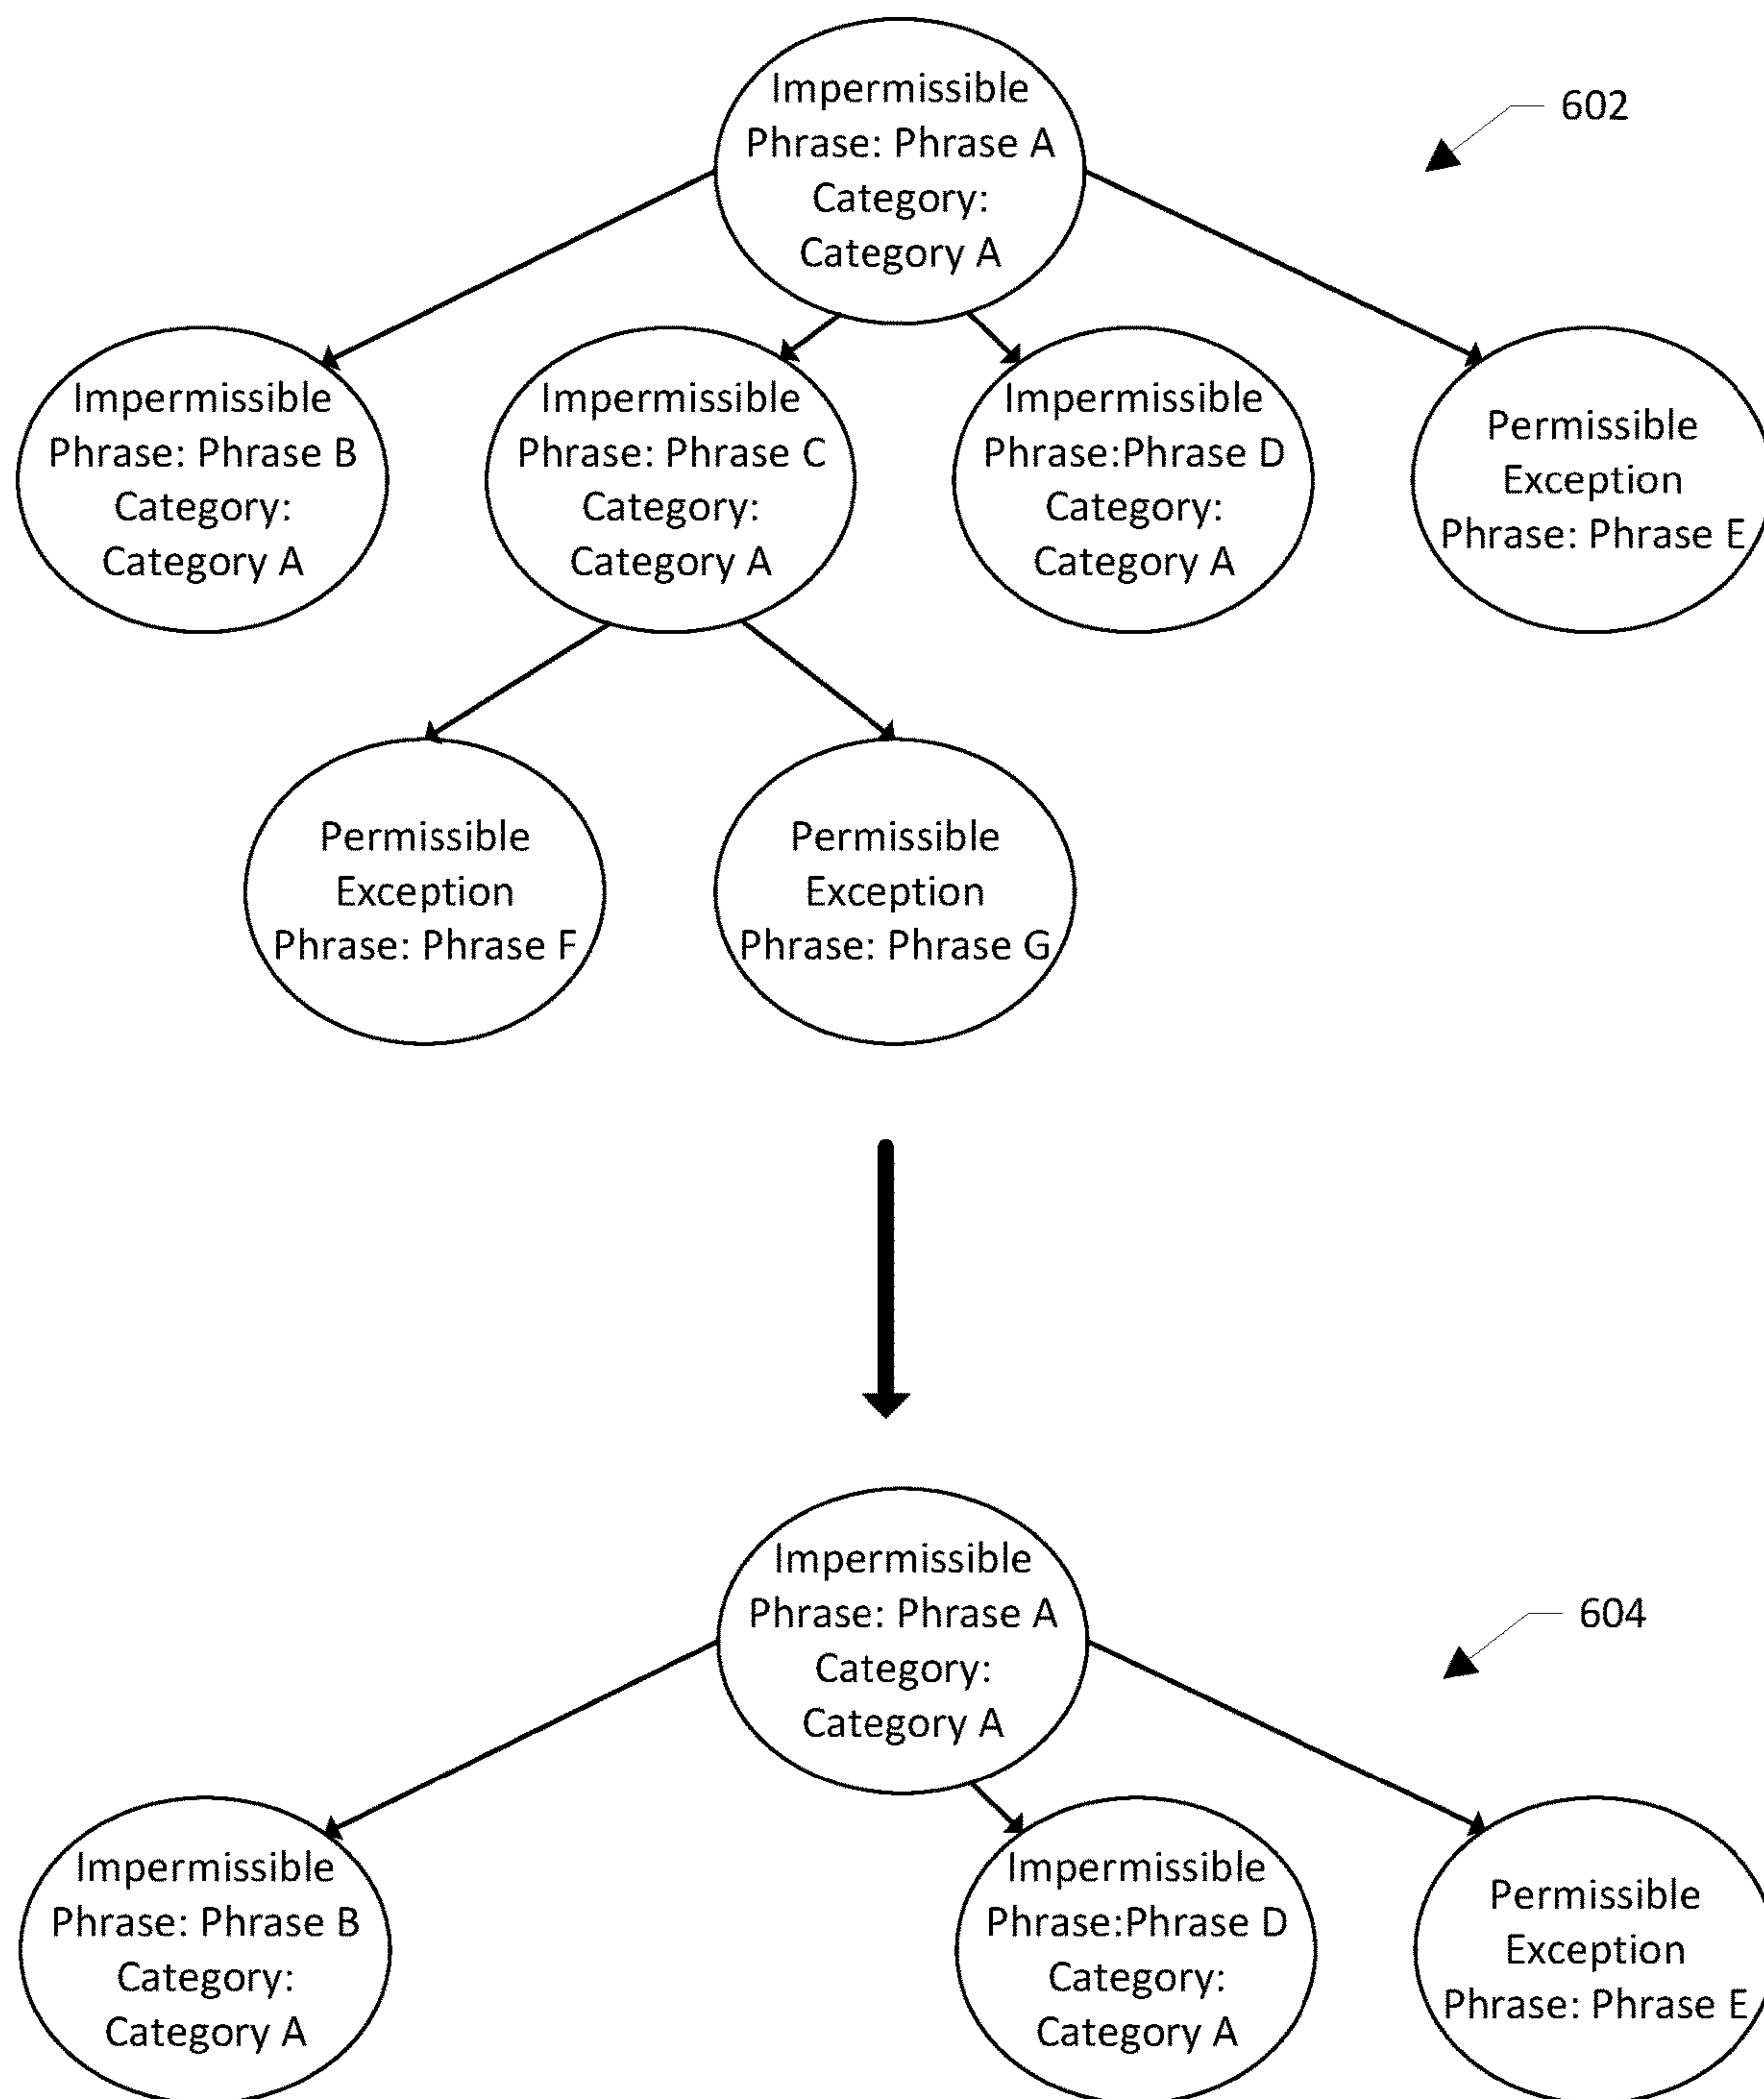 Impermissible
Phrase: Phrase A
Category:
Category A
602
Impermissible
Phrase: Phrase B
Category:
Category A
Impermissible
Phrase: Phrase C
Category:
Category A
Impermissible
Phrase:Phrase D
Category:
Category A
Permissible
Exception
Phrase: Phrase E
Permissible
Exception
Phrase: Phrase F
Permissible
Exception
Phrase: Phrase G
Impermissible
Phrase: Phrase A
Category:
Category A
604
Impermissible
Phrase: Phrase B
Category:
Category A
Impermissible
Phrase:Phrase D
Category:
Category A
Permissible
Exception
Phrase: Phrase E